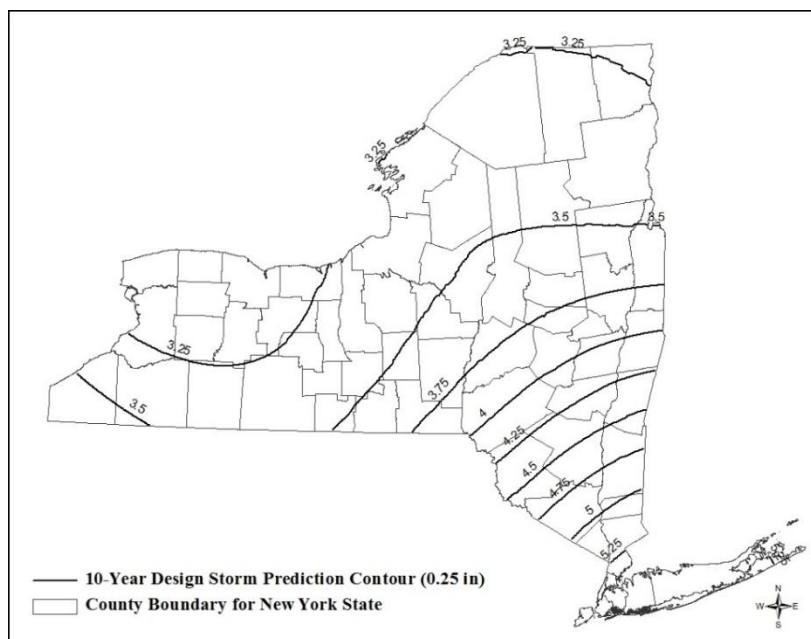 3.25
3.25
3.25
3.5
3.5
3.25
3.75
3.5
4
4.25
4.5
4.75
5
5.25
10-Year Design Storm Prediction Contour (0.25 in)
County Boundary for New York State
N
W E
S